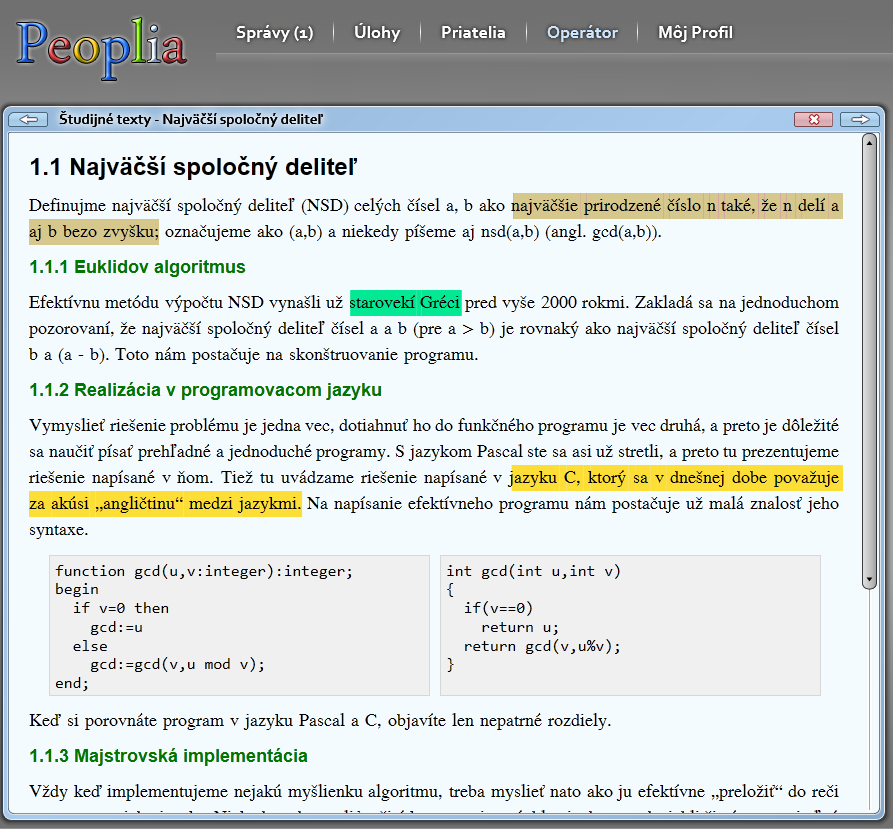 Peoplia
Správy (1) Úlohy Priatelia Operátor Môj Profil
Študijné texty - Najväčší spoločný deliteľ
1.1 Najväčší spoločný deliteľ
Definujme najväčší spoločný deliteľ (NSD) celých čísel a, b ako najväčšie prirodzené číslo n také, že n delí a
aj b bezo zvyšku; označujeme ako (a,b) a niekedy píšeme aj nsd(a,b) (angl. gcd(a,b)).
1.1.1 Euklidov algoritmus
Efektívnu metódu výpočtu NSD vynašli už starovekí Gréci pred vyše 2000 rokmi. Zakladá sa na jednoduchom
pozorovaní, že najväčší spoločný deliteľ čísel a a b (pre a > b) je rovnaký ako najväčší spoločný deliteľ čísel
b a (a - b). Toto nám postačuje na skonštruovanie programu.
1.1.2 Realizácia v programovacom jazyku
Vymyslieť riešenie problému je jedna vec, dotiahnuť ho do funkčného programu je vec druhá, a preto je dôležité
sa naučiť písať prehľadné a jednoduché programy. S jazykom Pascal ste sa asi už stretli, a preto tu prezentujeme
riešenie napísané v ňom. Tiež tu uvádzame riešenie napísané v jazyku C, ktorý sa v dnešnej dobe považuje
za akúsi „angličtinu“ medzi jazykmi. Na napísanie efektívneho programu nám postačuje už malá znalosť jeho
syntaxe.
function gcd(u,v:integer):integer;
begin
  if v=0 then
    gcd:=u
  else
    gcd:=gcd(v,u mod v);
end;
int gcd(int u,int v)
{
  if(v==0)
    return u;
  return gcd(v,u%v);
}
Keď si porovnáte program v jazyku Pascal a C, objavíte len nepatrné rozdiely.
1.1.3 Majstrovská implementácia
Vždy keď implementujeme nejakú myšlienku algoritmu, treba myslieť nato ako ju efektívne „preložiť“ do reči